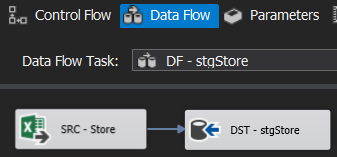 Control Flow Data Flow Parameters
Data Flow Task: DF - stgStore
SRC - Store DST - stgStore